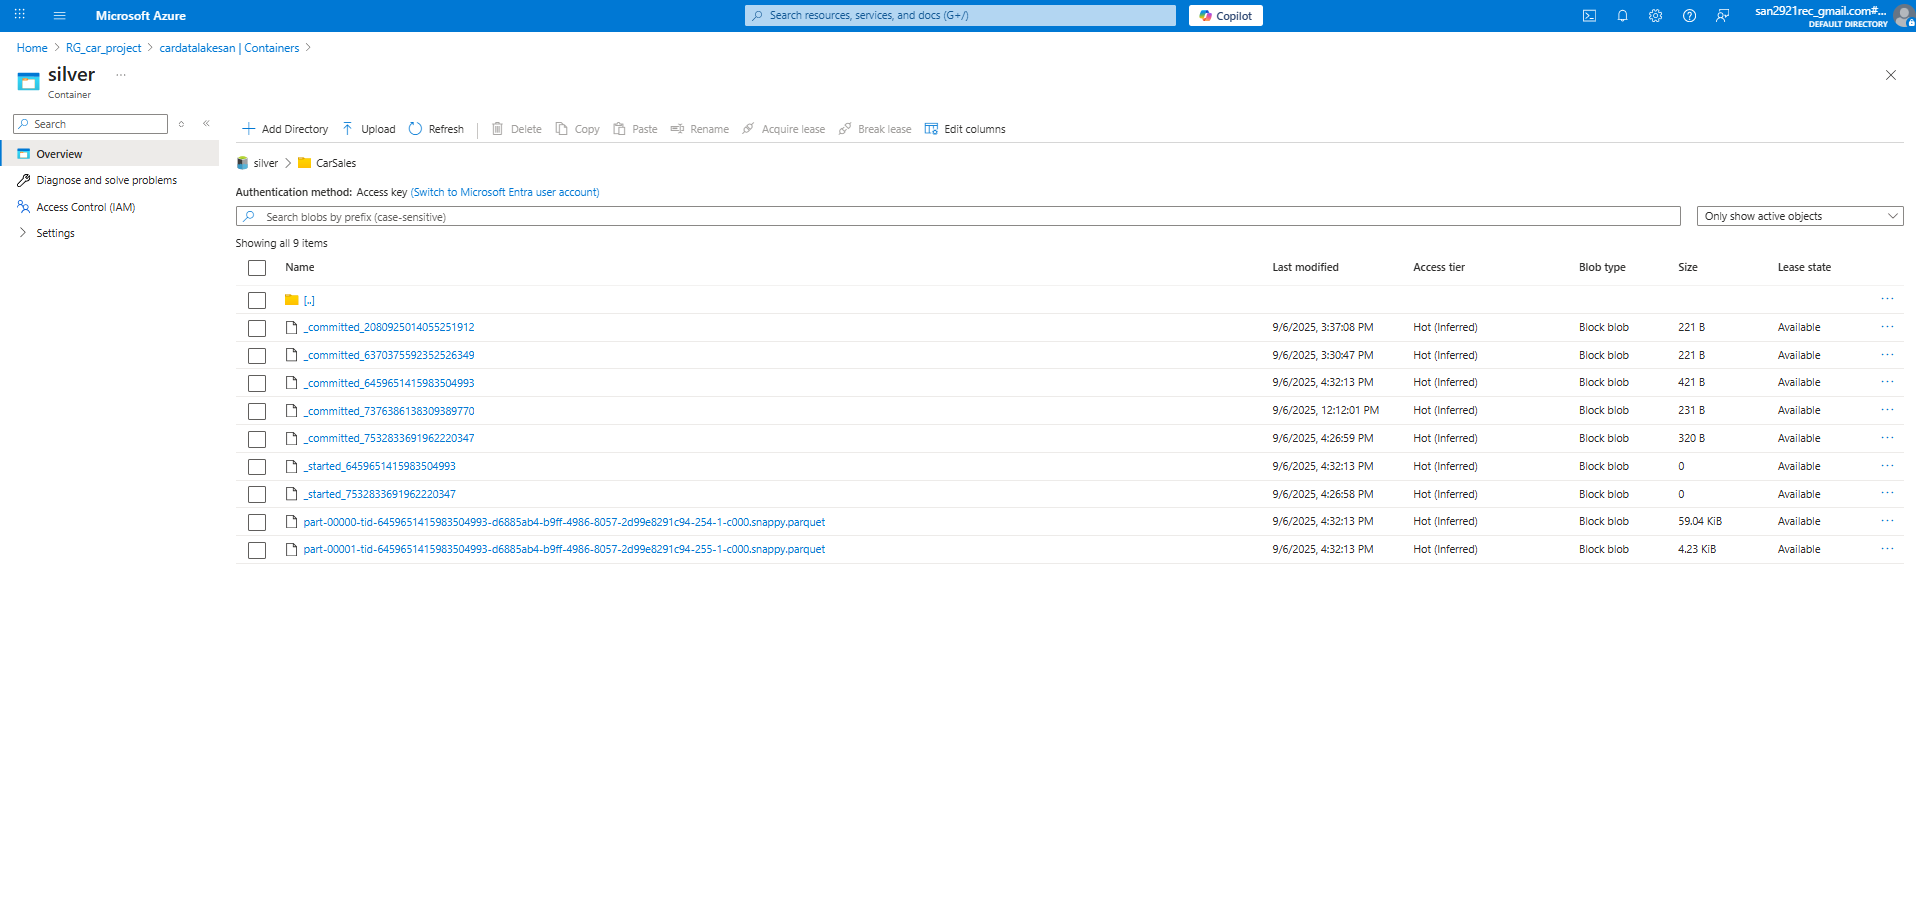 Microsoft Azure
Search resources, services, and docs (G+/)
Copilot
san2921rec_gmail.com#...
DEFAULT DIRECTORY
Home > RG_car_project > cardatalakesan | Containers >
silver ...
Container
Search
Overview
Diagnose and solve problems
Access Control (IAM)
Settings
Add Directory Upload Refresh Delete Copy Paste Rename Acquire lease Break lease Edit columns
silver > CarSales
Authentication method: Access key (Switch to Microsoft Entra user account)
Search blobs by prefix (case-sensitive)
Only show active objects
Showing all 9 items
Name Last modified Access tier Blob type Size Lease state
[..]
_committed_2080925014055251912 9/6/2025, 3:37:08 PM Hot (Inferred) Block blob 221 B Available
_committed_6370375592352526349 9/6/2025, 3:30:47 PM Hot (Inferred) Block blob 221 B Available
_committed_6459651415983504993 9/6/2025, 4:32:13 PM Hot (Inferred) Block blob 421 B Available
_committed_7376386138309389770 9/6/2025, 12:12:01 PM Hot (Inferred) Block blob 231 B Available
_committed_7532833691962220347 9/6/2025, 4:26:59 PM Hot (Inferred) Block blob 320 B Available
_started_6459651415983504993 9/6/2025, 4:32:13 PM Hot (Inferred) Block blob 0 Available
_started_7532833691962220347 9/6/2025, 4:26:58 PM Hot (Inferred) Block blob 0 Available
part-00000-tid-6459651415983504993-d6885ab4-b9ff-4986-8057-2d99e8291c94-254-1-c000.snappy.parquet 9/6/2025, 4:32:13 PM Hot (Inferred) Block blob 59.04 KiB Available
part-00001-tid-6459651415983504993-d6885ab4-b9ff-4986-8057-2d99e8291c94-255-1-c000.snappy.parquet 9/6/2025, 4:32:13 PM Hot (Inferred) Block blob 4.23 KiB Available